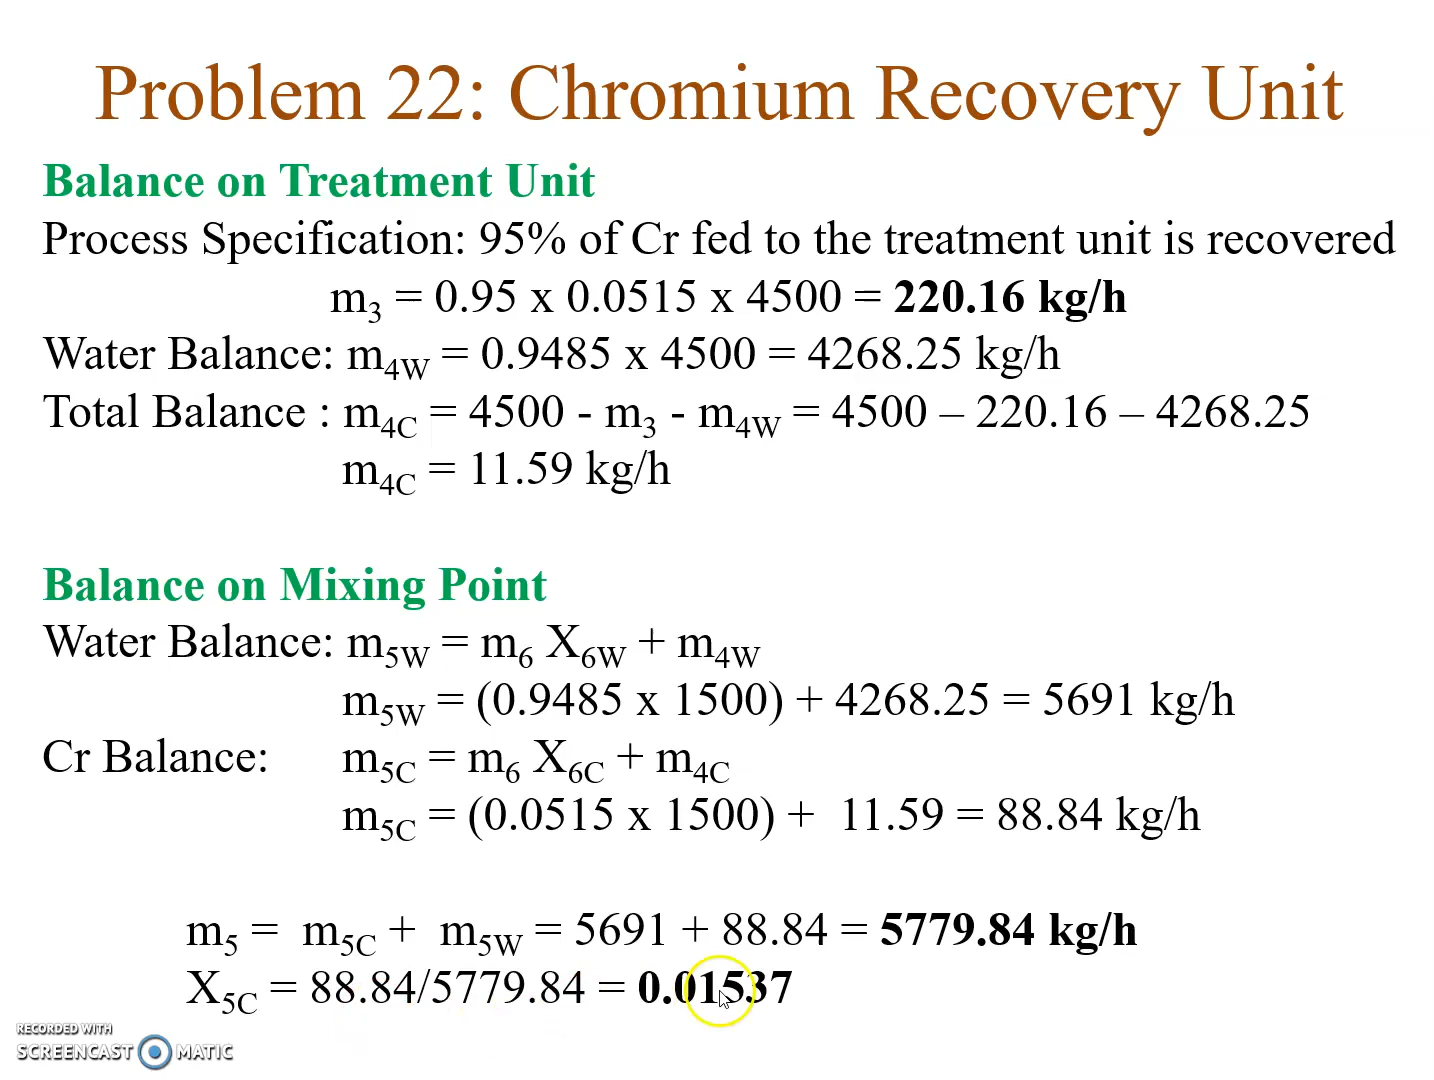 Problem 22: Chromium Recovery Unit
Balance on Treatment Unit
Process Specification: 95% of Cr fed to the treatment unit is recovered
m3 = 0.95 x 0.0515 x 4500 = 220.16 kg/h
Water Balance: m4W = 0.9485 x 4500 = 4268.25 kg/h
Total Balance : m4C = 4500 - m3 - m4W = 4500 – 220.16 – 4268.25
m4C = 11.59 kg/h
Balance on Mixing Point
Water Balance: m5W = m6 X6W + m4W
m5W = (0.9485 x 1500) + 4268.25 = 5691 kg/h
Cr Balance: m5C = m6 X6C + m4C
m5C = (0.0515 x 1500) + 11.59 = 88.84 kg/h
m5 = m5C + m5W = 5691 + 88.84 = 5779.84 kg/h
X5C = 88.84/5779.84 = 0.01537
RECORDED WITH
SCREENCAST MATIC